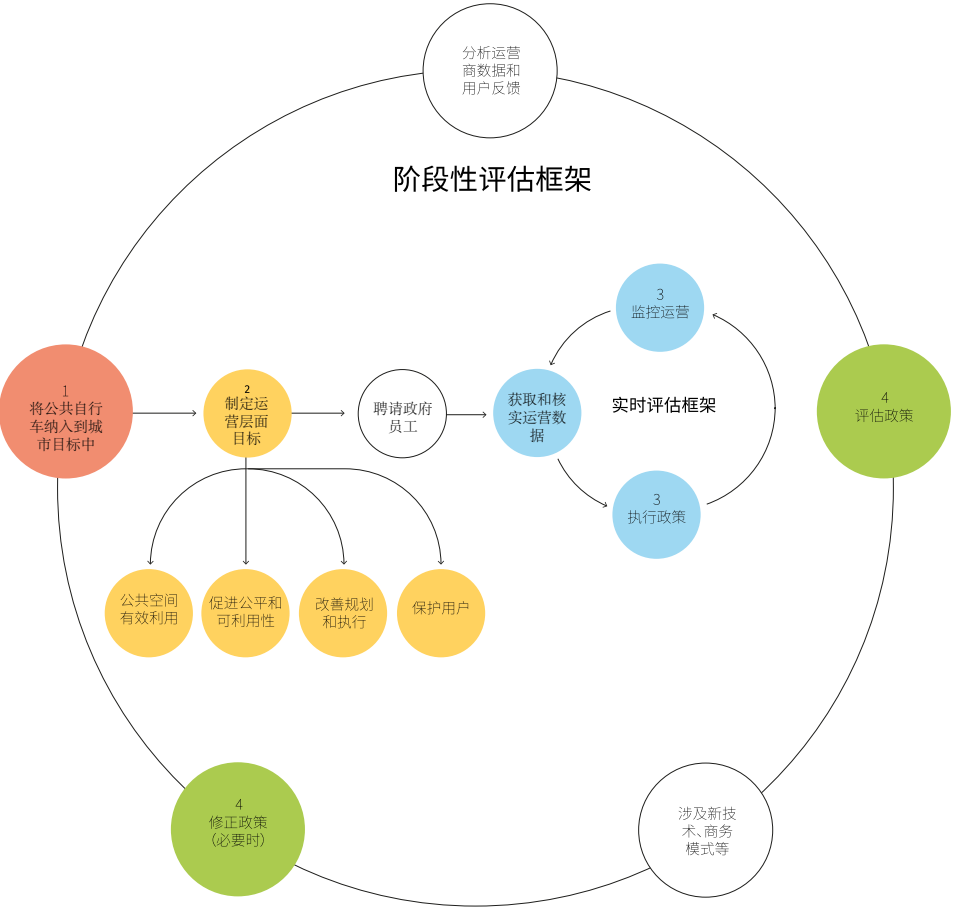 分析运营
商数据和
用户反馈
阶段性评估框架
3
监控运营
1
将公共自行
车纳入到城
市目标中
2
制定运
营层面
目标
聘请政府
员工
获取和核
实运营数
据
实时评估框架
4
评估政策
3
执行政策
公共空间
有效利用
促进公平和
可利用性
改善规划
和执行
保护用户
4
修正政策
（必要时）
涉及新技
术、商务
模式等